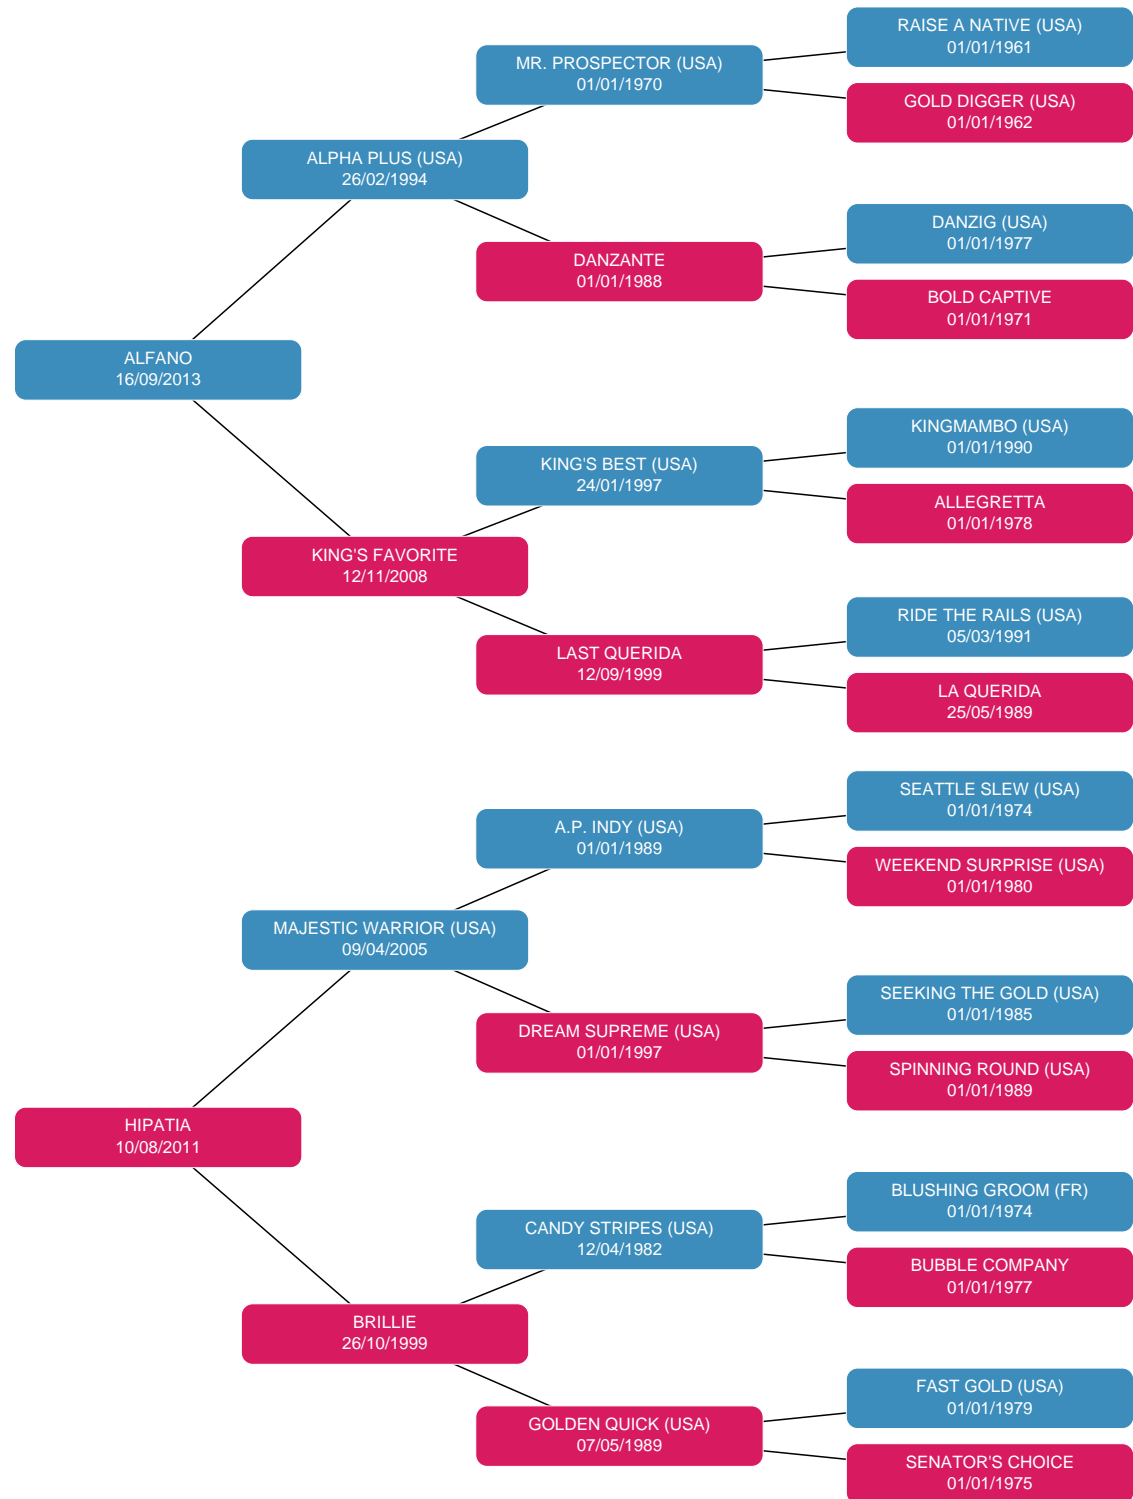 RAISE A NATIVE (USA)
01/01/1961
MR. PROSPECTOR (USA)
01/01/1970
GOLD DIGGER (USA)
01/01/1962
ALPHA PLUS (USA)
26/02/1994
DANZIG (USA)
01/01/1977
DANZANTE
01/01/1988
BOLD CAPTIVE
01/01/1971
ALFANO
16/09/2013
KINGMAMBO (USA)
01/01/1990
KING'S BEST (USA)
24/01/1997
ALLEGRETTA
01/01/1978
KING'S FAVORITE
12/11/2008
RIDE THE RAILS (USA)
05/03/1991
LAST QUERIDA
12/09/1999
LA QUERIDA
25/05/1989
SEATTLE SLEW (USA)
01/01/1974
A.P. INDY (USA)
01/01/1989
WEEKEND SURPRISE (USA)
01/01/1980
MAJESTIC WARRIOR (USA)
09/04/2005
SEEKING THE GOLD (USA)
01/01/1985
DREAM SUPREME (USA)
01/01/1997
SPINNING ROUND (USA)
01/01/1989
HIPATIA
10/08/2011
BLUSHING GROOM (FR)
01/01/1974
CANDY STRIPES (USA)
12/04/1982
BUBBLE COMPANY
01/01/1977
BRILLIE
26/10/1999
FAST GOLD (USA)
01/01/1979
GOLDEN QUICK (USA)
07/05/1989
SENATOR'S CHOICE
01/01/1975